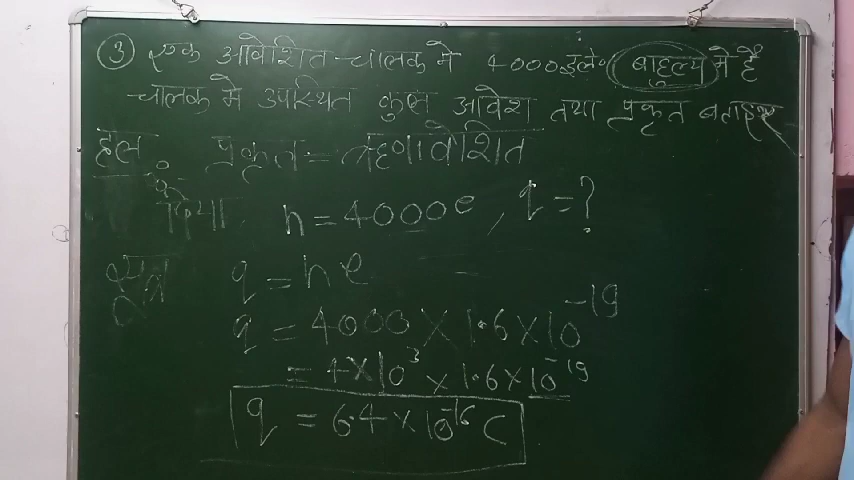 ③ एक आवेशित चालक में 4000 इले० बाहुल्य में है
चालक में उपस्थित कुल आवेश तथा प्रकृत बताइए
हल : प्रकृत = ऋणावेशित
दिया n = 4000e , q = ?
सूत्र q = ne
q = 4000 × 1.6 × 10⁻¹⁹
= 4 × 10³ × 1.6 × 10⁻¹⁹
q = 6.4 × 10⁻¹⁶ C